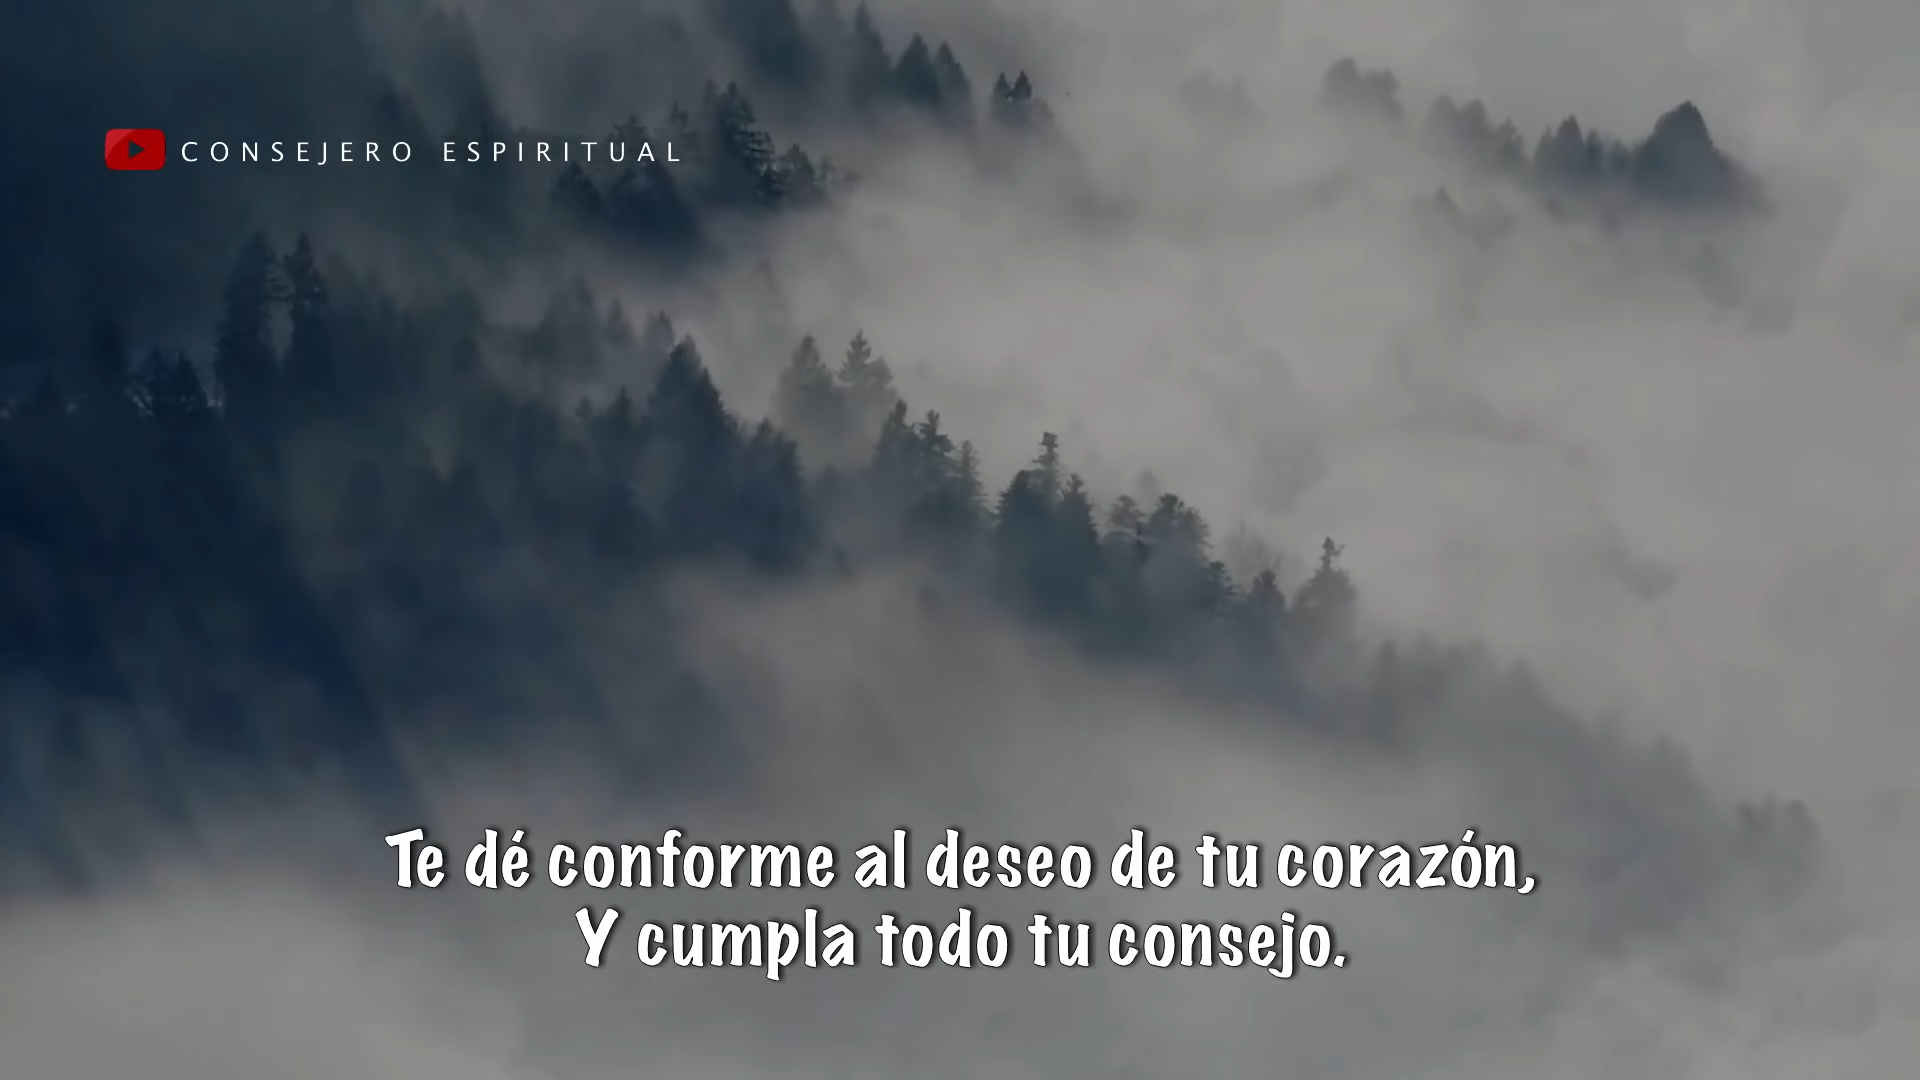 CONSEJERO ESPIRITUAL
Te dé conforme al deseo de tu corazón,
Y cumpla todo tu consejo.